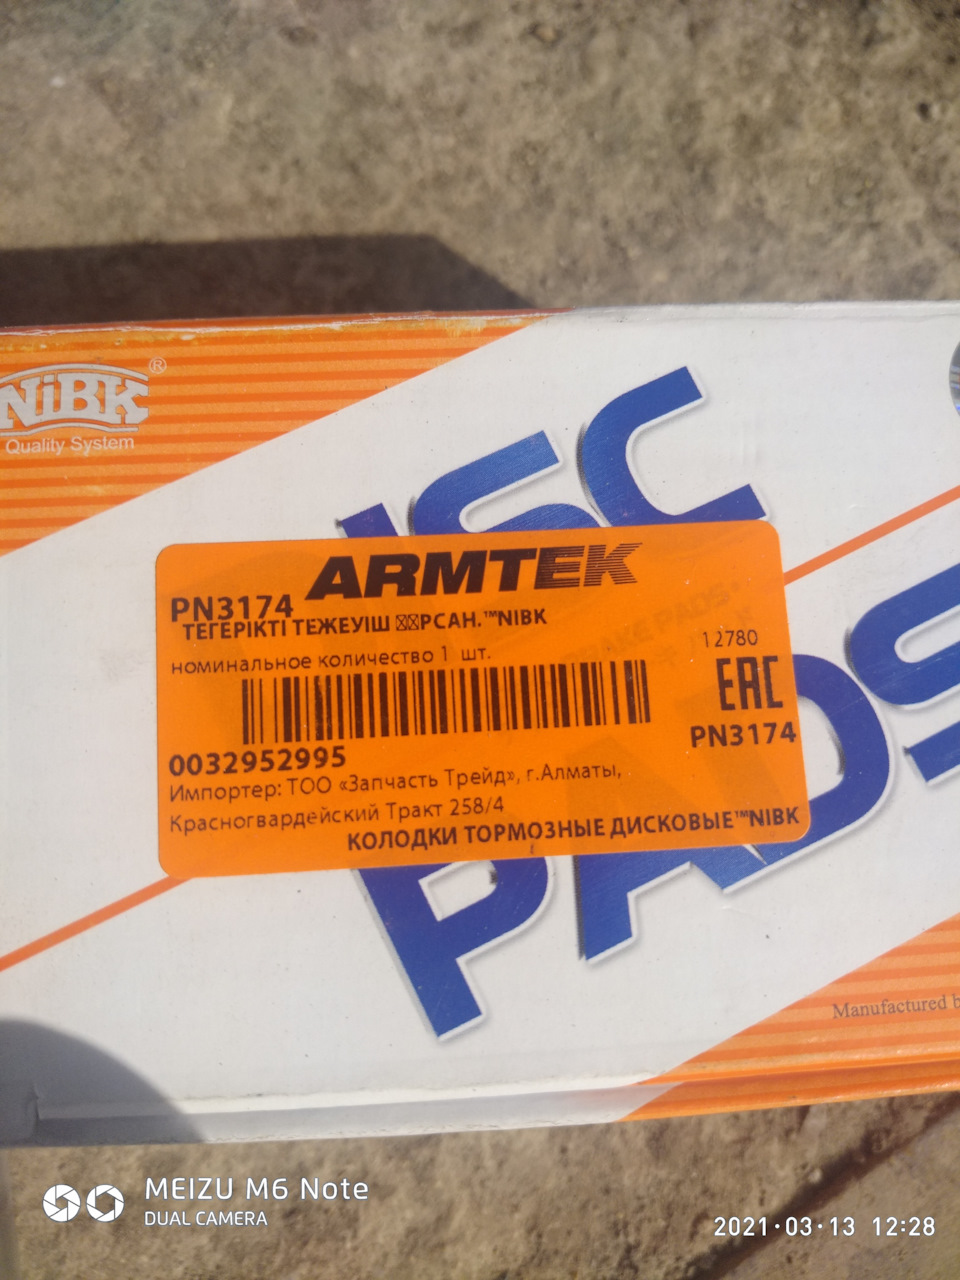 NiBK®
Quality System
DISC
PADS
ARMTEK
PN3174
ТЕГЕРІКТІ ТЕЖЕУІШ □□РСАН.™NIBK
номинальное количество 1 шт.
12780
EAC
PN3174
0032952995
Импортер: ТОО «Запчасть Трейд», г.Алматы,
Красногвардейский Тракт 258/4
КОЛОДКИ ТОРМОЗНЫЕ ДИСКОВЫЕ™NIBK
Manufactured b
MEIZU M6 Note
DUAL CAMERA
2021·03·13 12:28